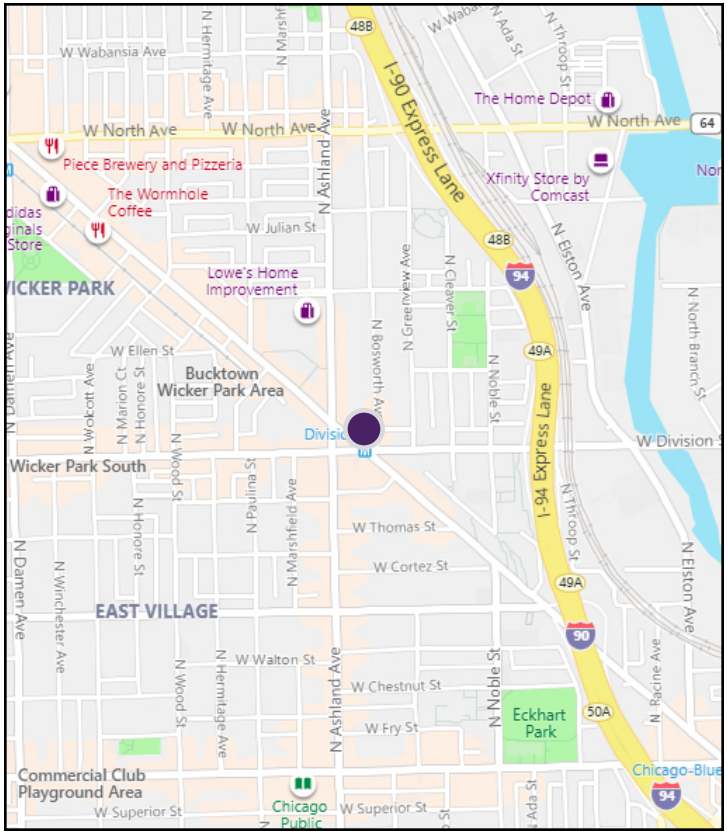 48B
W Wabansia Ave
N Hermitage Ave
N Marshf
N Ada St
N Throop St
W North Ave
W North Ave
N Ashland Ave
I-90 Express Lane
The Home Depot
W North Ave
64
Piece Brewery and Pizzeria
The Wormhole
Coffee
didas
ginals
Store
Xfinity Store by
Comcast
Nor
W Julian St
48B
94
N Elston Ave
WICKER PARK
Lowe's Home
Improvement
N Greenview Ave
N Cleaver St
N North Branch St
N Bosworth Av
49A
W Ellen St
Bucktown
Wicker Park Area
N Damen Ave
N Wolcott Ave
N Marion Ct
N Honore St
N Noble St
I-94 Express Lane
Divisio
W Division S
Wicker Park South
N Wood St
N Paulina St
N Marshfield Ave
N Honore St
W Thomas St
N Throop St
W Cortez St
N Damen Ave
N Winchester Ave
49A
N Elston Ave
EAST VILLAGE
90
W Walton St
N Wood St
N Hermitage Ave
N Ashland Ave
W Chestnut St
N Noble St
N Racine Ave
W Fry St
Eckhart
Park
50A
Commercial Club
Playground Area
Chicago-Blue
94
W Superior St
Chicago
Public
W Superior St
N Ada St